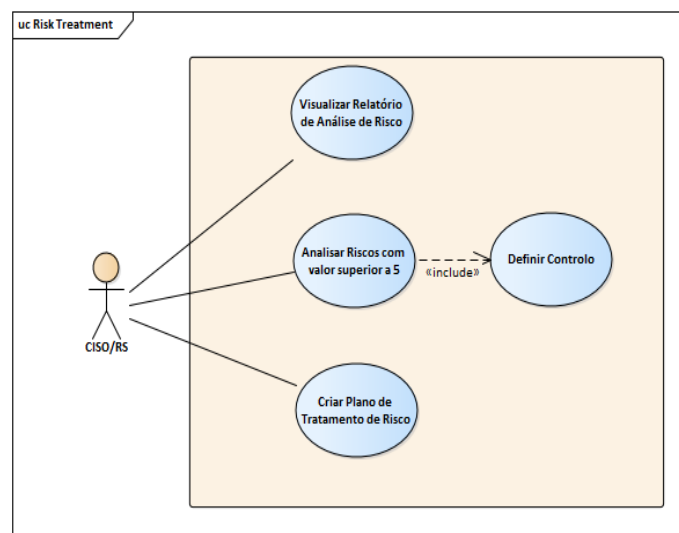 uc Risk Treatment
Visualizar Relatório
de Análise de Risco
Analisar Riscos com
valor superior a 5
«include»
Definir Controlo
CISO/RS
Criar Plano de
Tratamento de Risco